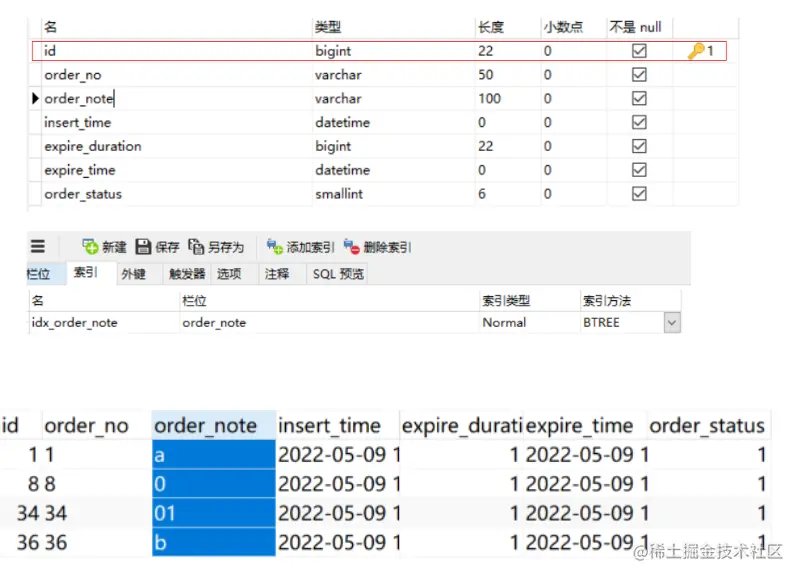 名 类型 长度 小数点 不是 null
id bigint 22 0 1
order_no varchar 50 0
order_note varchar 100 0
insert_time datetime 0 0
expire_duration bigint 22 0
expire_time datetime 0 0
order_status smallint 6 0
新建 保存 另存为 添加索引 删除索引
栏位 索引 外键 触发器 选项 注释 SQL 预览
名 栏位 索引类型 索引方法
idx_order_note order_note Normal BTREE
id order_no order_note insert_time expire_durati expire_time order_status
1 1 a 2022-05-09 1 1 2022-05-09 1 1
8 8 0 2022-05-09 1 1 2022-05-09 1 1
34 34 01 2022-05-09 1 1 2022-05-09 1 1
36 36 b 2022-05-09 1 1 2022-05-09 1 1
@稀土掘金技术社区